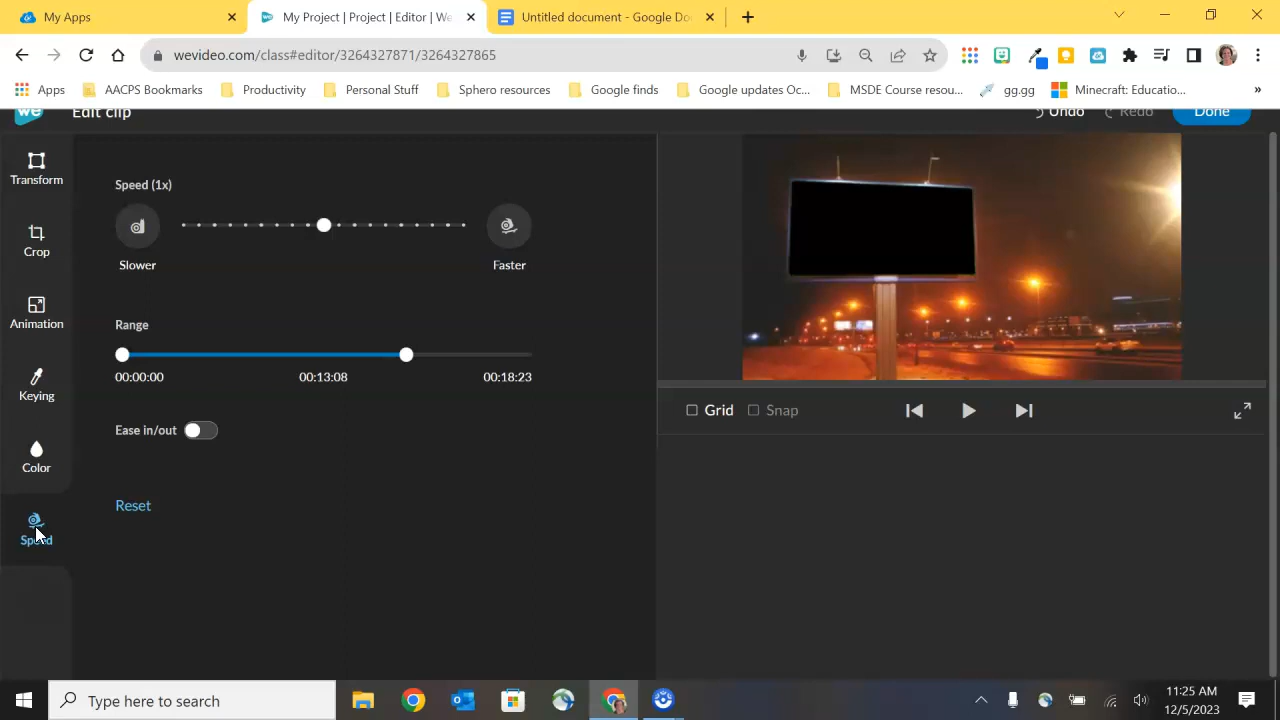 My Apps
My Project | Project | Editor | We
Untitled document - Google Do
wevideo.com/class#editor/3264327871/3264327865
Apps
AACPS Bookmarks
Productivity
Personal Stuff
Sphero resources
Google finds
Google updates Oc...
MSDE Course resou...
gg.gg
Minecraft: Educatio...
»
we
Edit clip
Undo
Redo
Done
Transform
Speed (1x)
Slower
Faster
Crop
Animation
Range
00:00:00
00:13:08
00:18:23
Keying
Grid
Snap
Ease in/out
Color
Reset
Speed
Type here to search
11:25 AM
12/5/2023